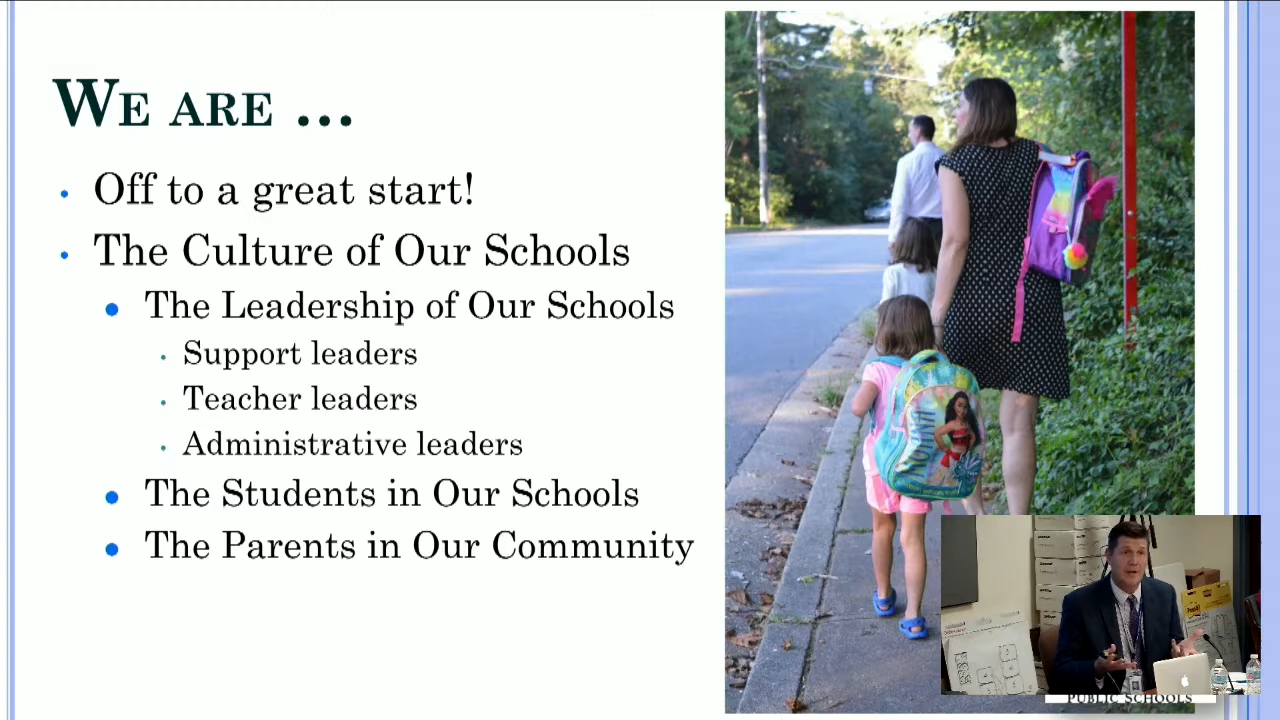 WE ARE ...
Off to a great start!
The Culture of Our Schools
The Leadership of Our Schools
Support leaders
Teacher leaders
Administrative leaders
The Students in Our Schools
The Parents in Our Community
MOANA
PUBLIC SCHOOLS